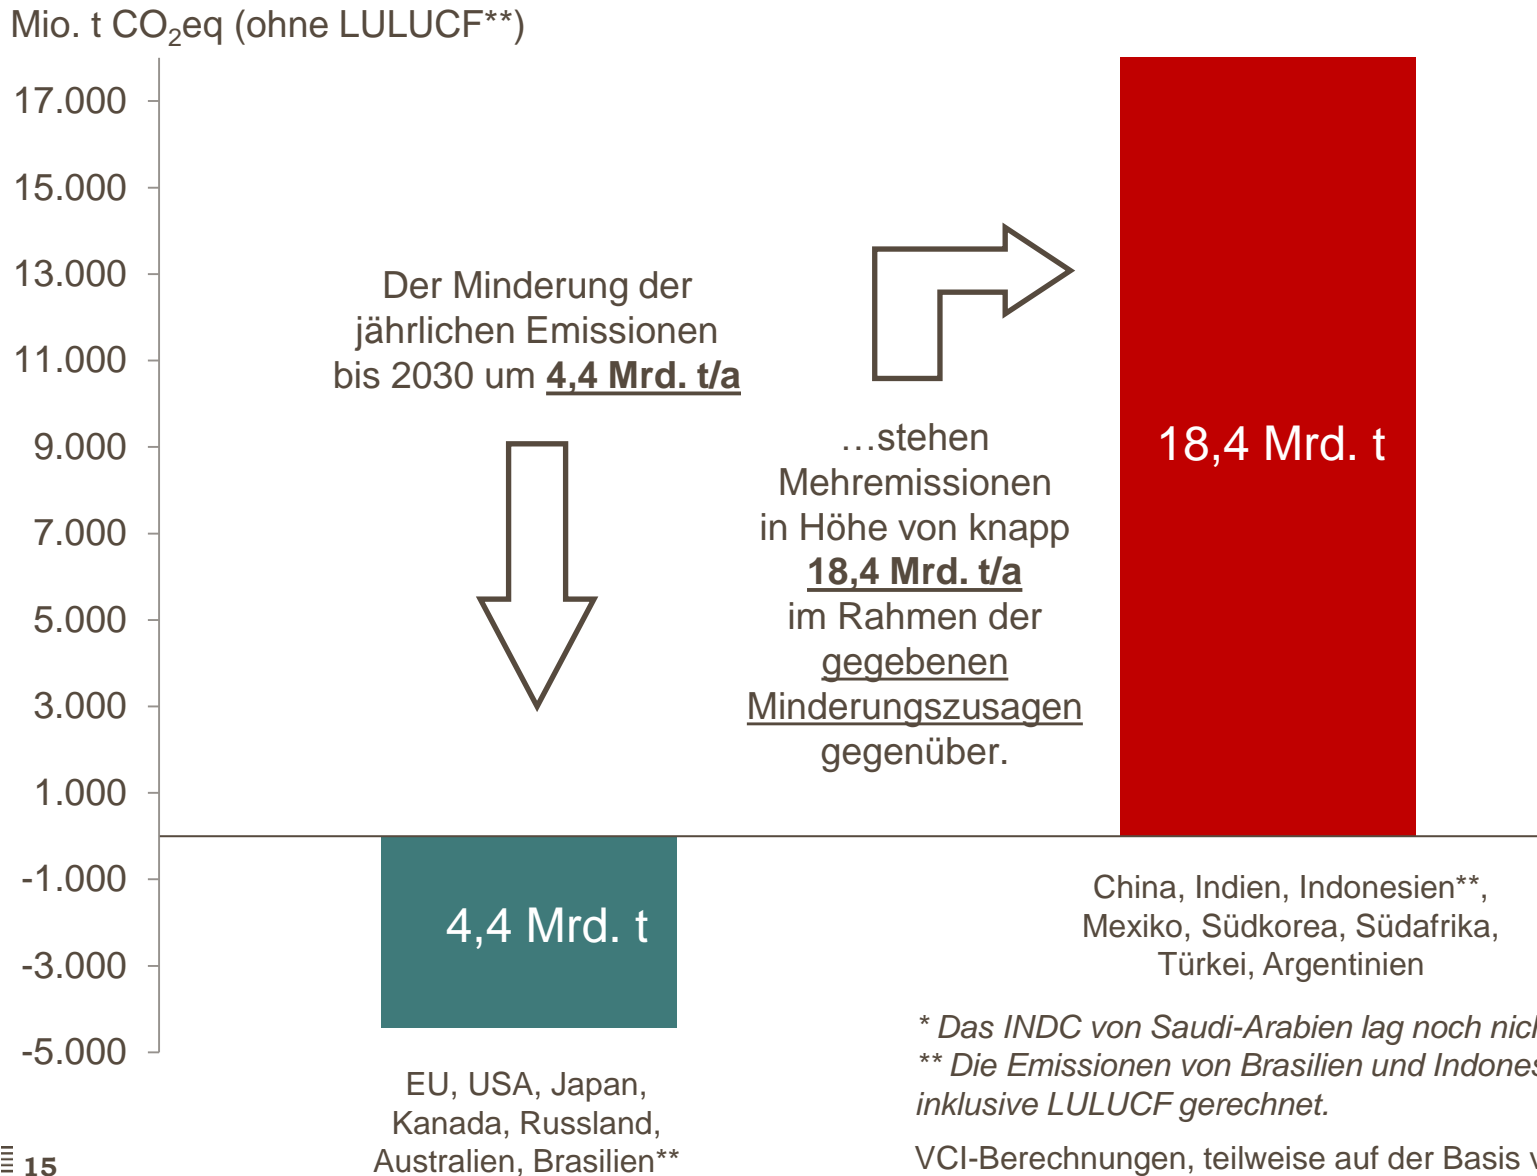 Mio. t CO₂eq (ohne LULUCF**)
17.000
15.000
13.000
11.000
9.000
7.000
5.000
3.000
1.000
-1.000
-3.000
-5.000
Der Minderung der
jährlichen Emissionen
bis 2030 um 4,4 Mrd. t/a
…stehen
Mehremissionen
in Höhe von knapp
18,4 Mrd. t/a
im Rahmen der
gegebenen
Minderungszusagen
gegenüber.
18,4 Mrd. t
4,4 Mrd. t
China, Indien, Indonesien**,
Mexiko, Südkorea, Südafrika,
Türkei, Argentinien
EU, USA, Japan,
Kanada, Russland,
Australien, Brasilien**
* Das INDC von Saudi-Arabien lag noch
** Die Emissionen von Brasilien und
inklusive LULUCF gerechnet.
VCI-Berechnungen, teilweise auf der Basis
15